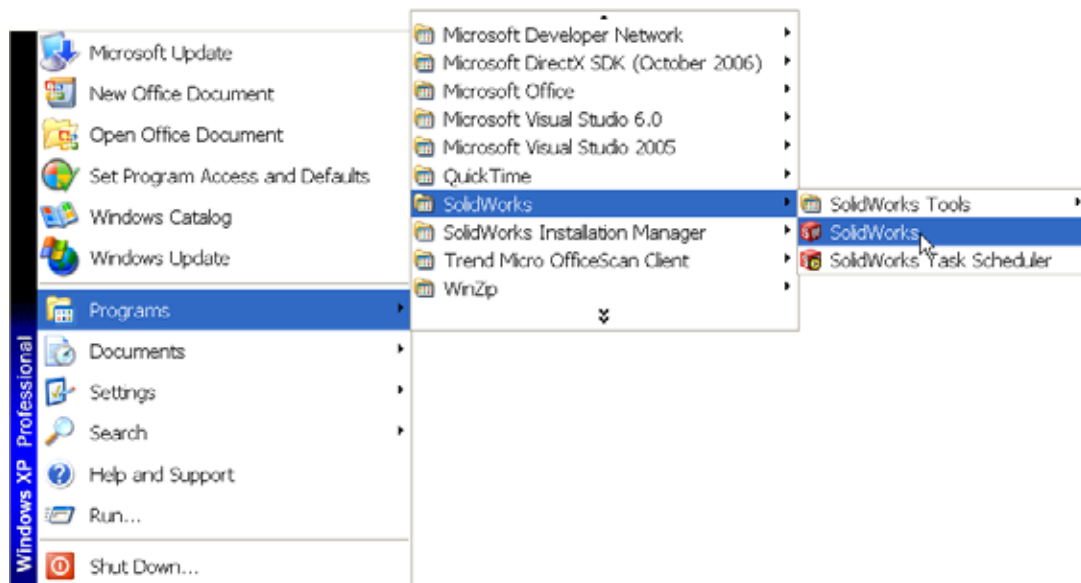 Microsoft Update
New Office Document
Open Office Document
Set Program Access and Defaults
Windows Catalog
Windows Update
Programs
Documents
Settings
Search
Help and Support
Run...
Shut Down...
Windows XP Professional
Microsoft Developer Network
Microsoft DirectX SDK (October 2006)
Microsoft Office
Microsoft Visual Studio 6.0
Microsoft Visual Studio 2005
QuickTime
SolidWorks
SolidWorks Installation Manager
Trend Micro OfficeScan Client
WinZip
SolidWorks Tools
SolidWorks
SolidWorks Task Scheduler